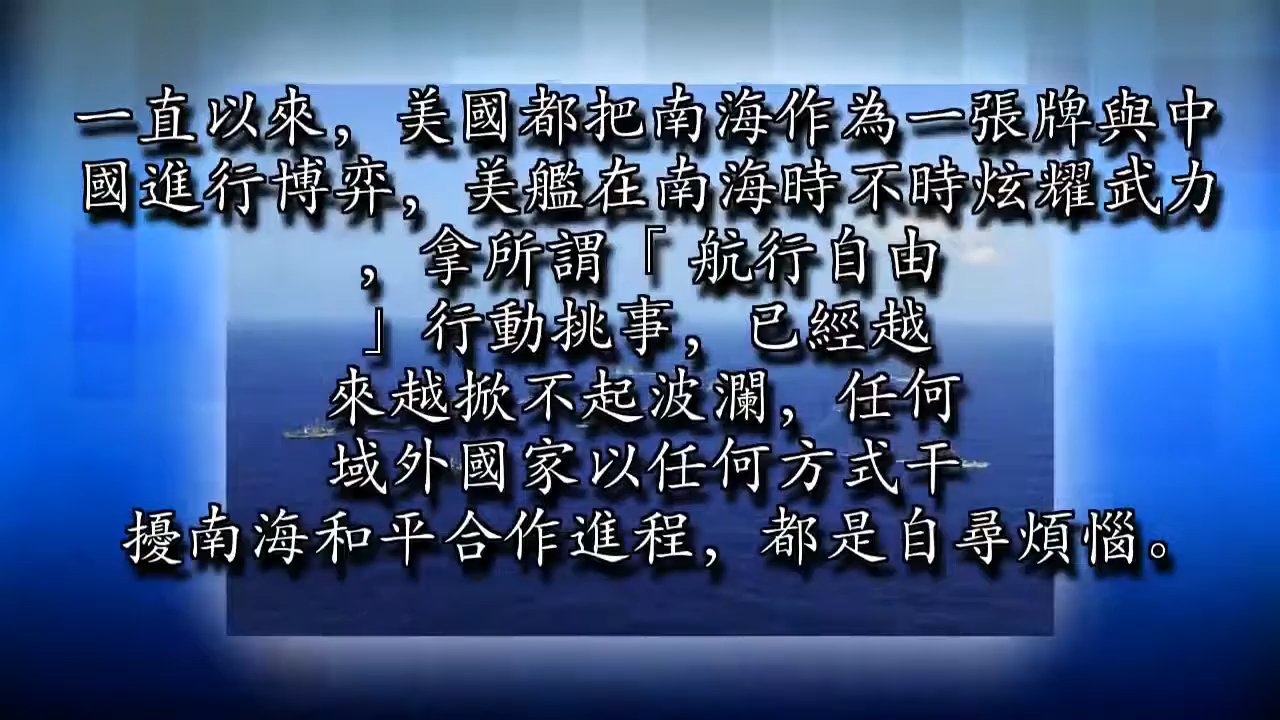 一直以來，美國都把南海作為一張牌與中
國進行博弈，美艦在南海時不時炫耀武力
，拿所謂「航行自由
」行動挑事，已經越
來越掀不起波瀾，任何
域外國家以任何方式干
擾南海和平合作進程，都是自尋煩惱。